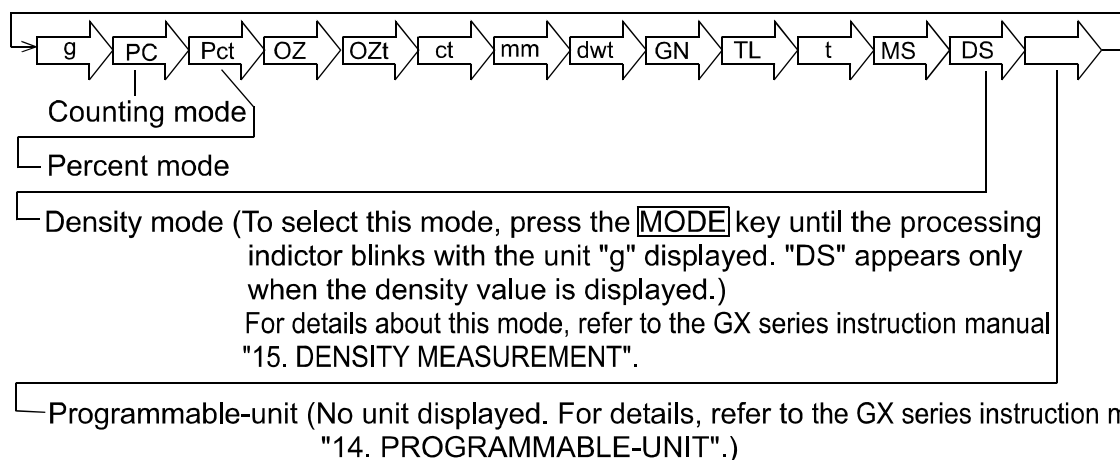 g PC Pct OZ OZt ct mm dwt GN TL t MS DS
Counting mode
Percent mode
Density mode (To select this mode, press the MODE key until the processing
indictor blinks with the unit "g" displayed. "DS" appears only
when the density value is displayed.)
For details about this mode, refer to the GX series instruction manual
"15. DENSITY MEASUREMENT".
Programmable-unit (No unit displayed. For details, refer to the GX series instruction
"14. PROGRAMMABLE-UNIT".)